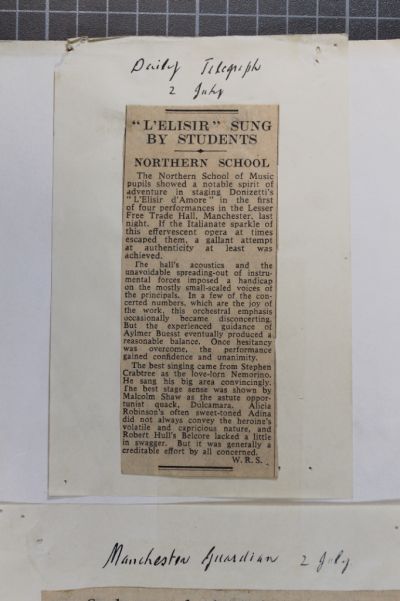 Daily Telegraph
2 July
"L'ELISIR" SUNG
BY STUDENTS
NORTHERN SCHOOL
The Northern School of Music
pupils showed a notable spirit of
adventure in staging Donizetti's
"L'Elisir d'Amore" in the first
of four performances in the Lesser
Free Trade Hall, Manchester, last
night. If the Italianate sparkle of
this effervescent opera at times
escaped them, a gallant attempt
at authenticity at least was
achieved.
The hall's acoustics and the
unavoidable spreading-out of instru-
mental forces imposed a handicap
on the mostly small-scaled voices of
the principals. In a few of the con-
certed numbers, which are the joy of
the work, this orchestral emphasis
occasionally became disconcerting.
But the experienced guidance of
Aylmer Buesst eventually produced a
reasonable balance. Once hesitancy
was overcome, the performance
gained confidence and unanimity.
The best singing came from Stephen
Crabtree as the love-lorn Nemorino.
He sang his big area convincingly.
The best stage sense was shown by
Malcolm Shaw as the astute oppor-
tunist quack, Dulcamara. Alicia
Robinson's often sweet-toned Adina
did not always convey the heroine's
volatile and capricious nature, and
Robert Hull's Belcore lacked a little
in swagger. But it was generally a
creditable effort by all concerned.
W. R. S.
Manchester Guardian 2 July